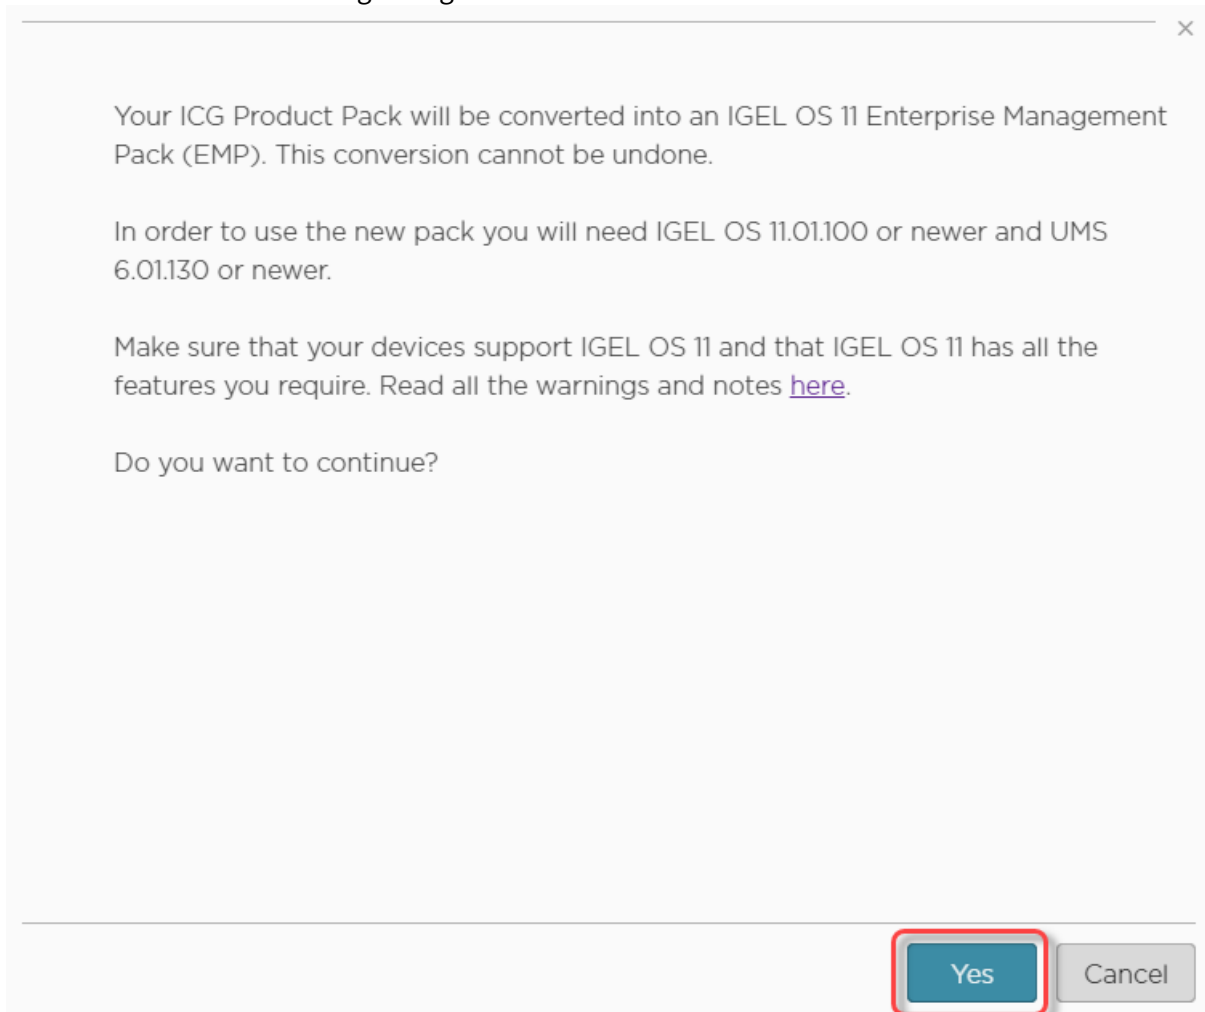 Your ICG Product Pack will be converted into an IGEL OS 11 Enterprise Management
Pack (EMP). This conversion cannot be undone.
In order to use the new pack you will need IGEL OS 11.01.100 or newer and UMS
6.01.130 or newer.
Make sure that your devices support IGEL OS 11 and that IGEL OS 11 has all the
features you require. Read all the warnings and notes here.
Do you want to continue?
Yes Cancel